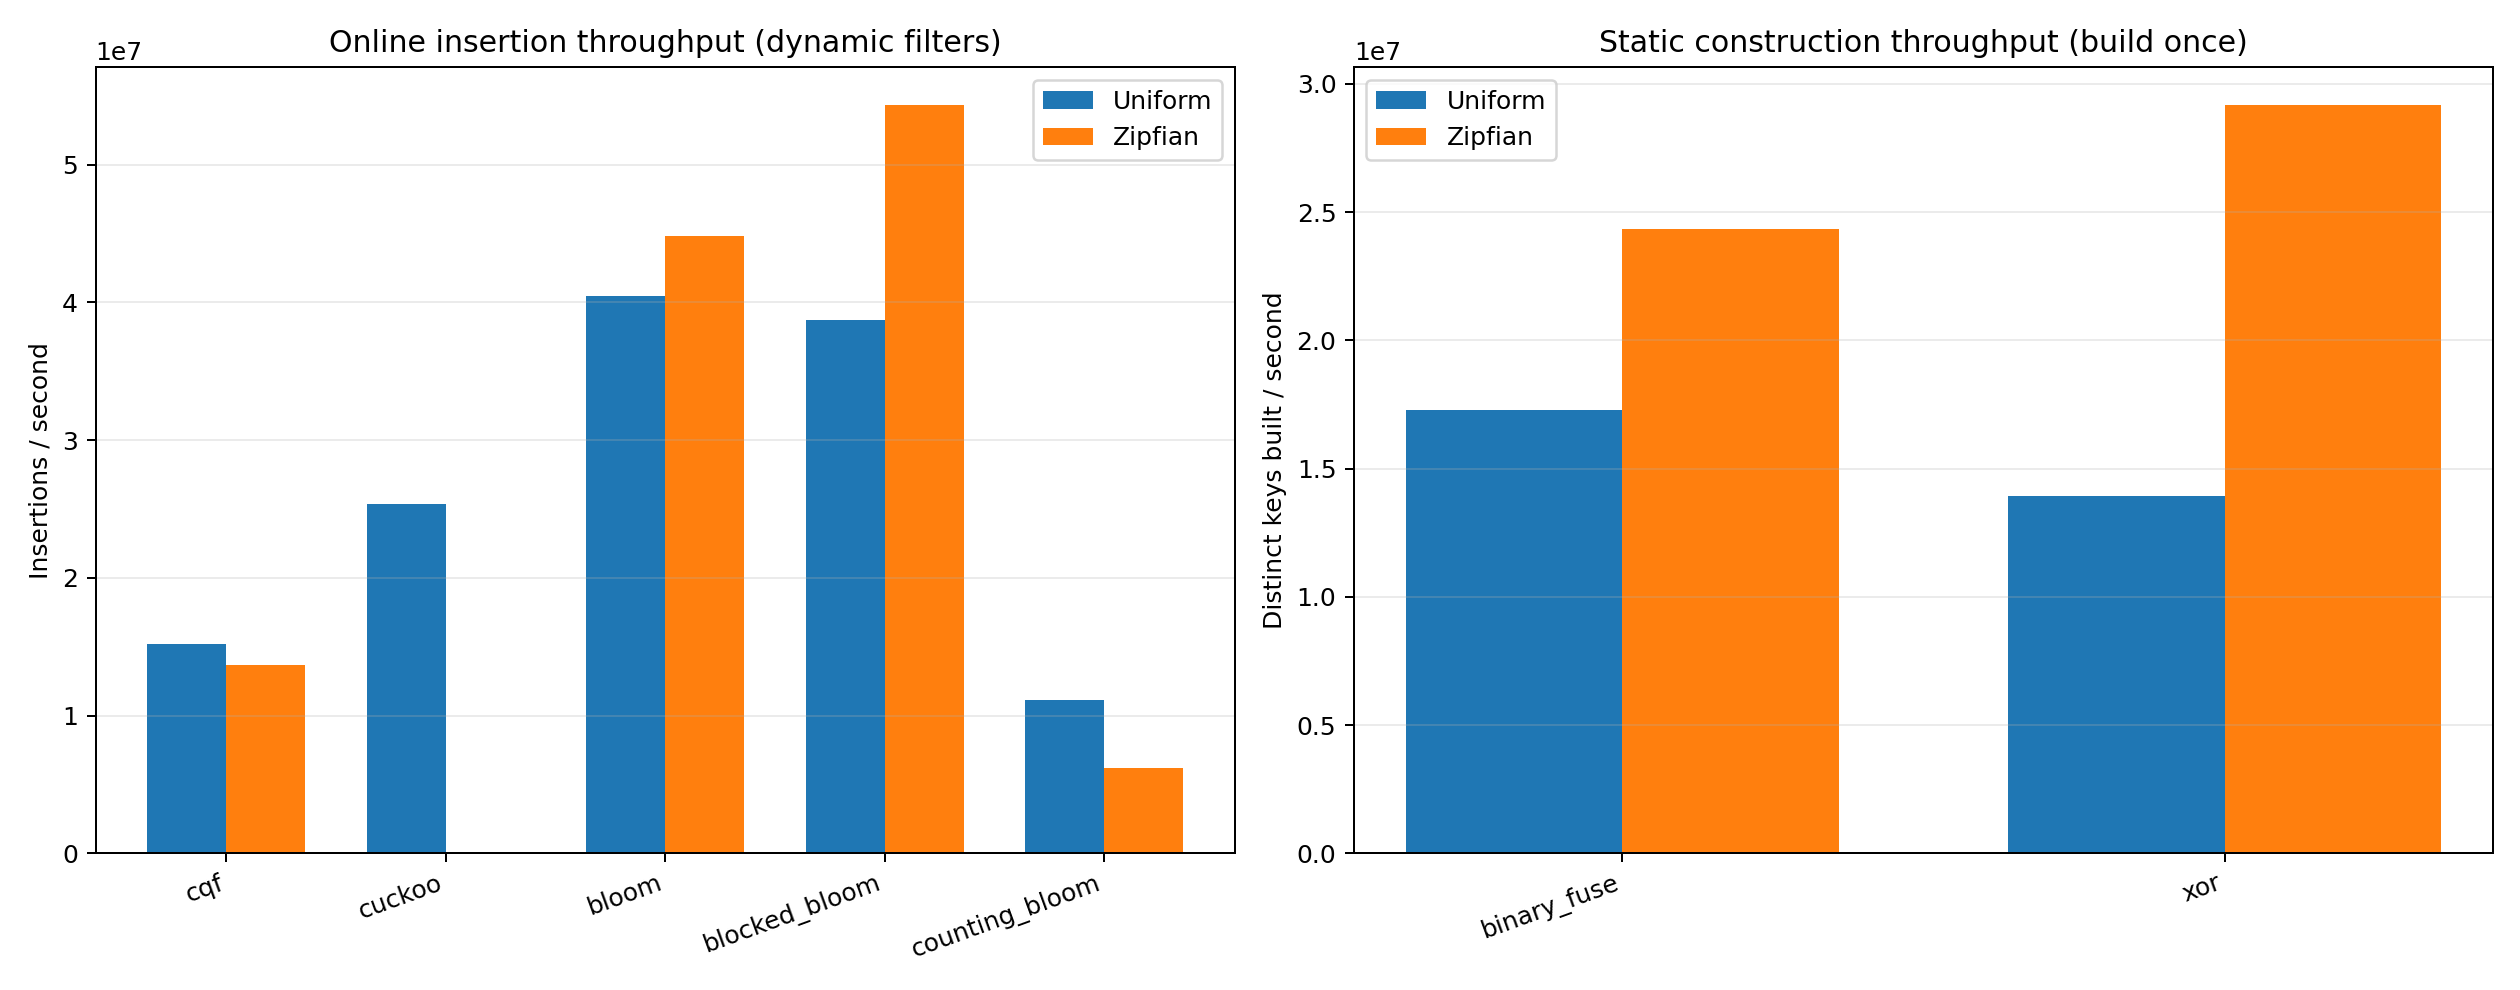 Online insertion throughput (dynamic filters)
1e7
Insertions / second
5
4
3
2
1
0
Uniform
Zipfian
cqf
cuckoo
bloom
blocked_bloom
counting_bloom
Static construction throughput (build once)
1e7
Distinct keys built / second
3.0
2.5
2.0
1.5
1.0
0.5
0.0
Uniform
Zipfian
binary_fuse
xor